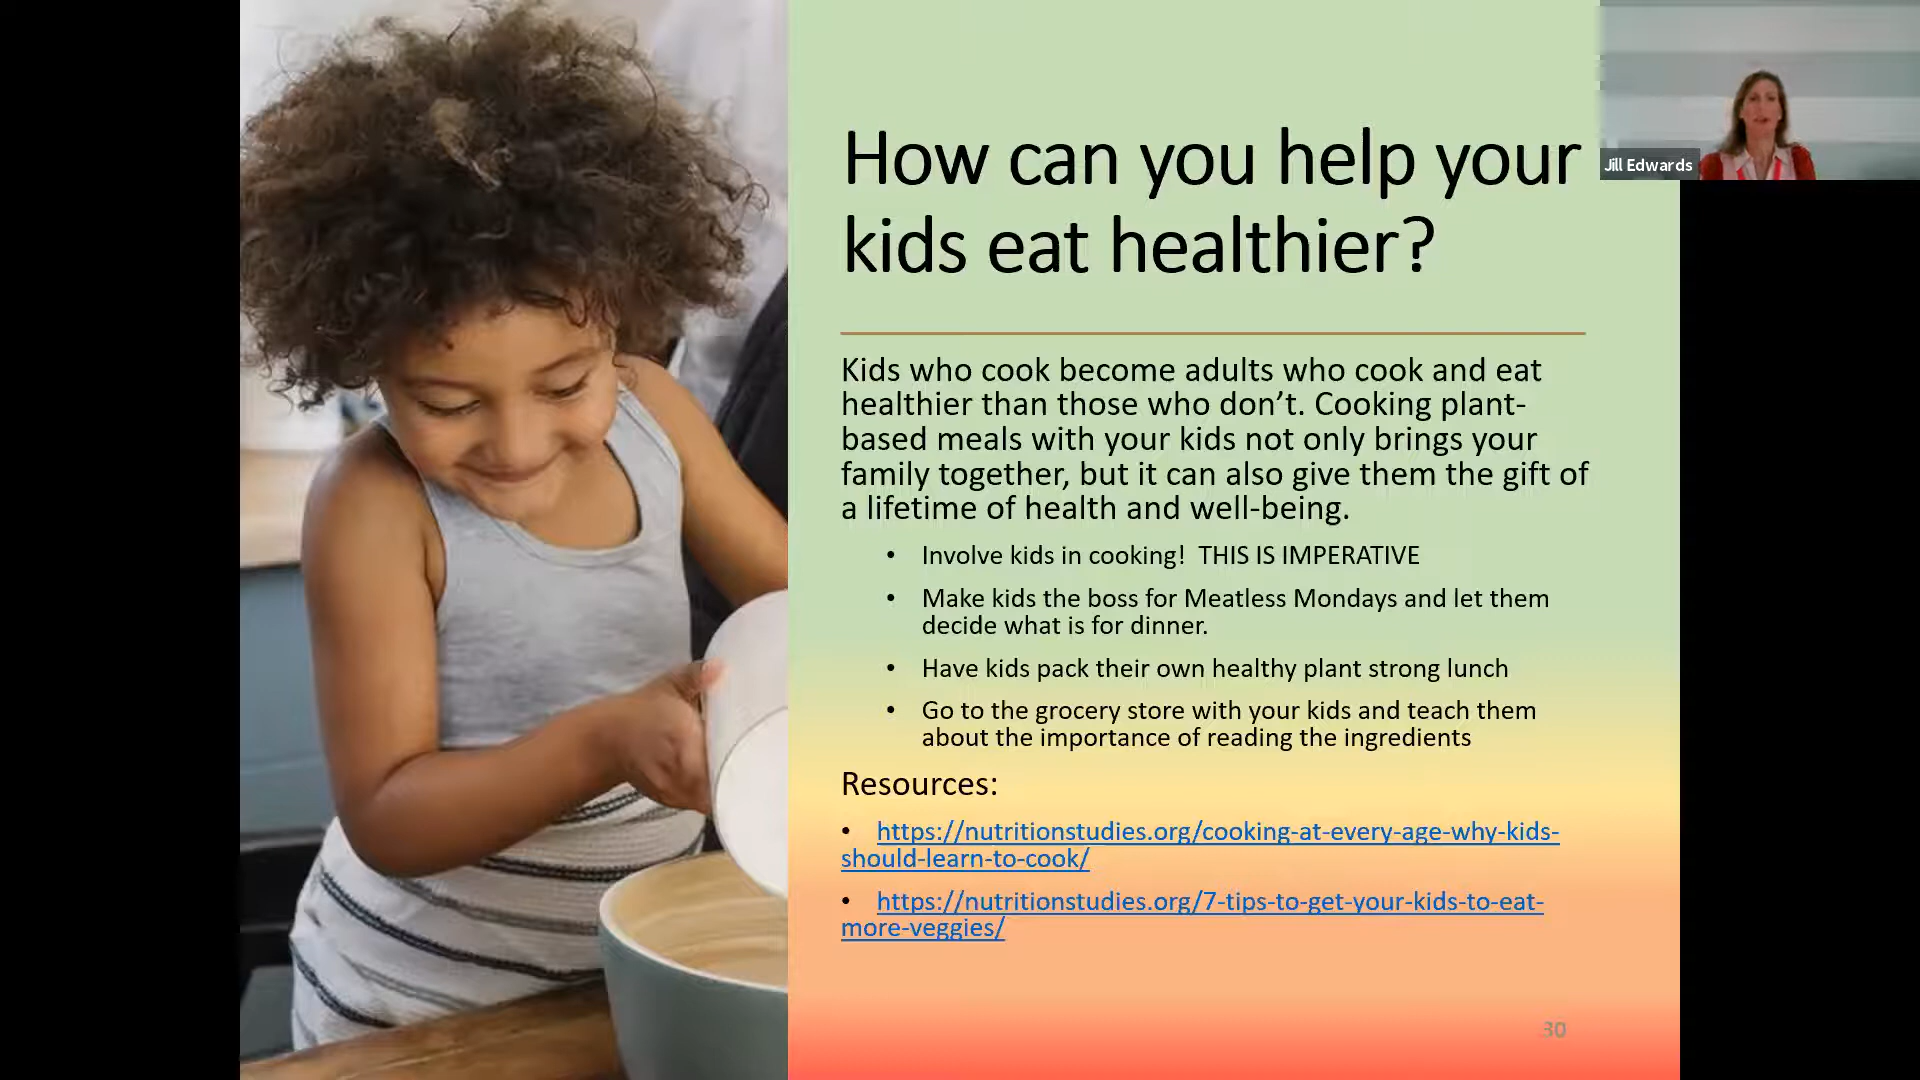 How can you help your
kids eat healthier?
Jill Edwards
Kids who cook become adults who cook and eat
healthier than those who don’t. Cooking plant-
based meals with your kids not only brings your
family together, but it can also give them the gift of
a lifetime of health and well-being.
• Involve kids in cooking!  THIS IS IMPERATIVE
• Make kids the boss for Meatless Mondays and let them
decide what is for dinner.
• Have kids pack their own healthy plant strong lunch
• Go to the grocery store with your kids and teach them
about the importance of reading the ingredients
Resources:
• https://nutritionstudies.org/cooking-at-every-age-why-kids-
should-learn-to-cook/
• https://nutritionstudies.org/7-tips-to-get-your-kids-to-eat-
more-veggies/
30